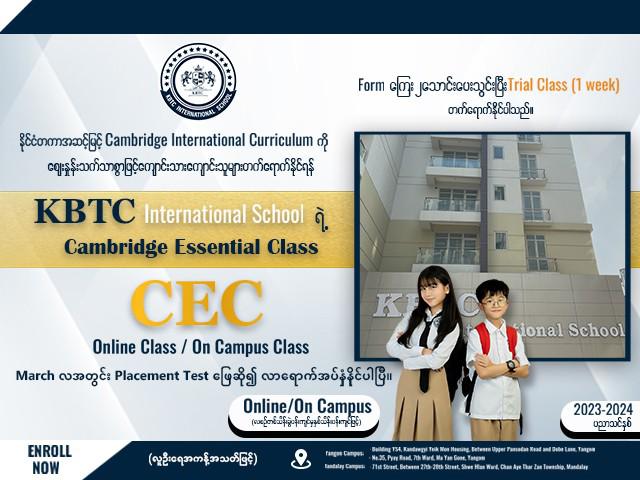 KBTC
KBTC INTERNATIONAL SCHOOL
Form ကြေး ၂သောင်းပေးသွင်းပြီး Trial Class (1 week)
တက်ရောက်နိုင်ပါသည်။
နိုင်ငံတကာအဆင့်မြင့် Cambridge International Curriculum ကို
ဈေးနှုန်းသက်သာစွာဖြင့်ကျောင်းသားကျောင်းသူများတက်ရောက်နိုင်ရန်
KBTC International School ရဲ့
Cambridge Essential Class
CEC
Online Class / On Campus Class
March လအတွင်း Placement Test ဖြေဆို၍ လာရောက်အပ်နှံနိုင်ပါပြီ။
International School
Online/On Campus
2023-2024
ပညာသင်နှစ်
ENROLL
NOW
(လူဦးရေအကန့်အသတ်ဖြင့်)
Yangon Campus: - Building Y54, Kandawgyi Yeik Mon Housing, Between Upper Pansodan Road and Bobo Lane, Yangon
- No.35, Pyay Road, 7th Ward, Ma Yan Gone, Yangon
Mandalay Campus: - 71st Street, Between 27th-28th Street, Shwe Hlan Ward, Chan Aye Thar Zan Township, Mandalay